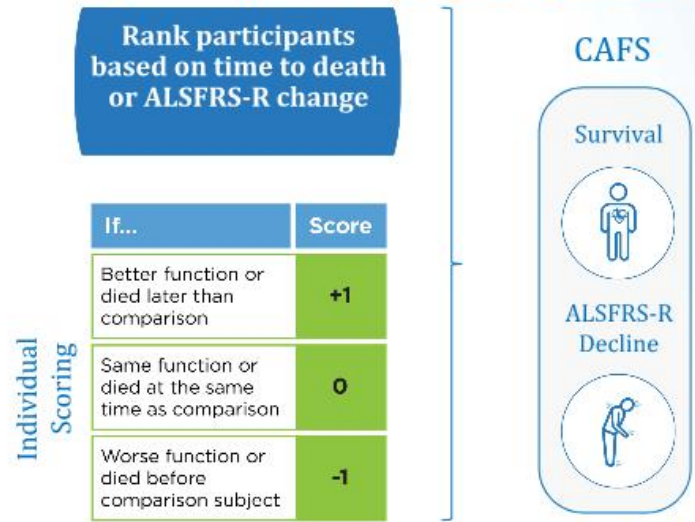 Rank participants
based on time to death
or ALSFRS-R change
If...
Score
Better function or
died later than
comparison
+1
Same function or
died at the same
time as comparison
0
Worse function or
died before
comparison subject
-1
Individual
Scoring
CAFS
Survival
ALSFRS-R
Decline